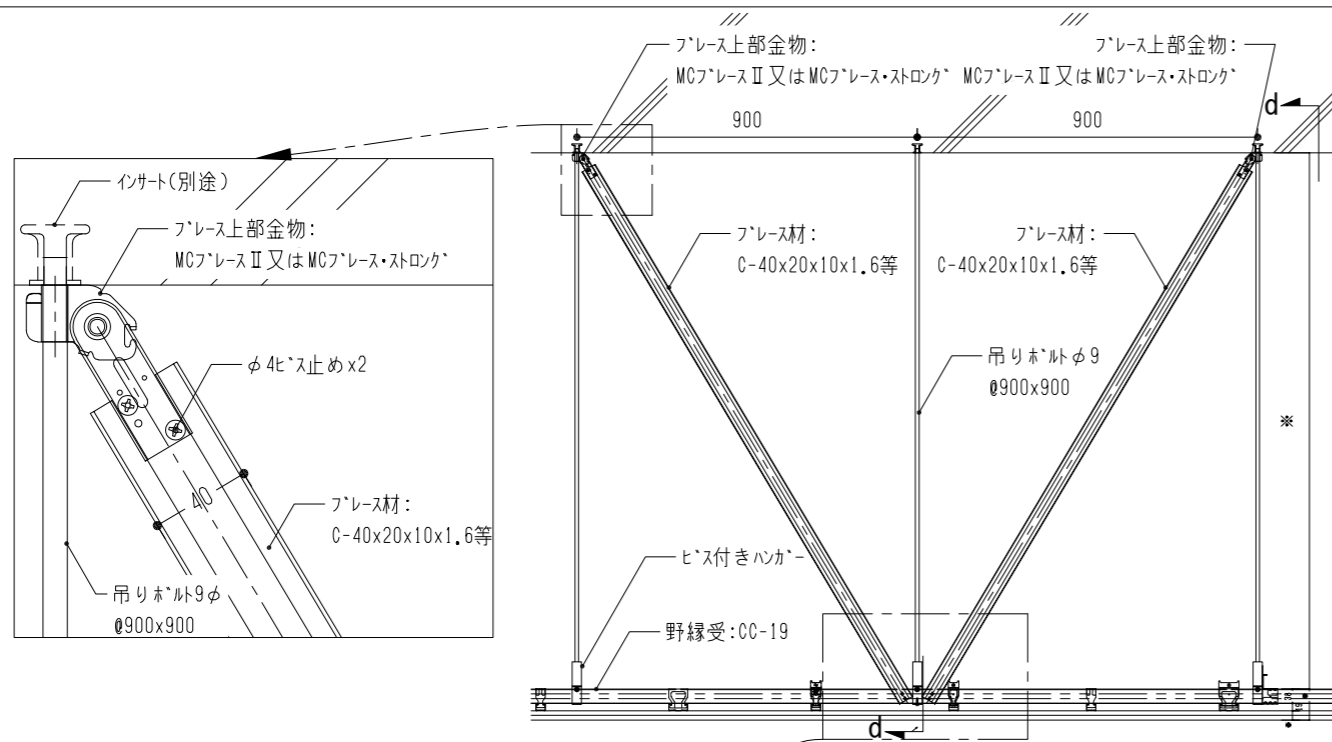 ブレース上部金物:
MCブレースⅡ又はMCブレース・ストロング
ブレース上部金物:
MCブレースⅡ又はMCブレース・ストロング
900
900
d
インサート(別途)
ブレース上部金物:
MCブレースⅡ又はMCブレース・ストロング
φ4ビス止めx2
40
ブレース材:
C-40x20x10x1.6等
吊りボルト9φ
@900x900
ブレース材:
C-40x20x10x1.6等
ブレース材:
C-40x20x10x1.6等
吊りボルトφ9
@900x900
※
ビス付きハンガー
野縁受:CC-19
d